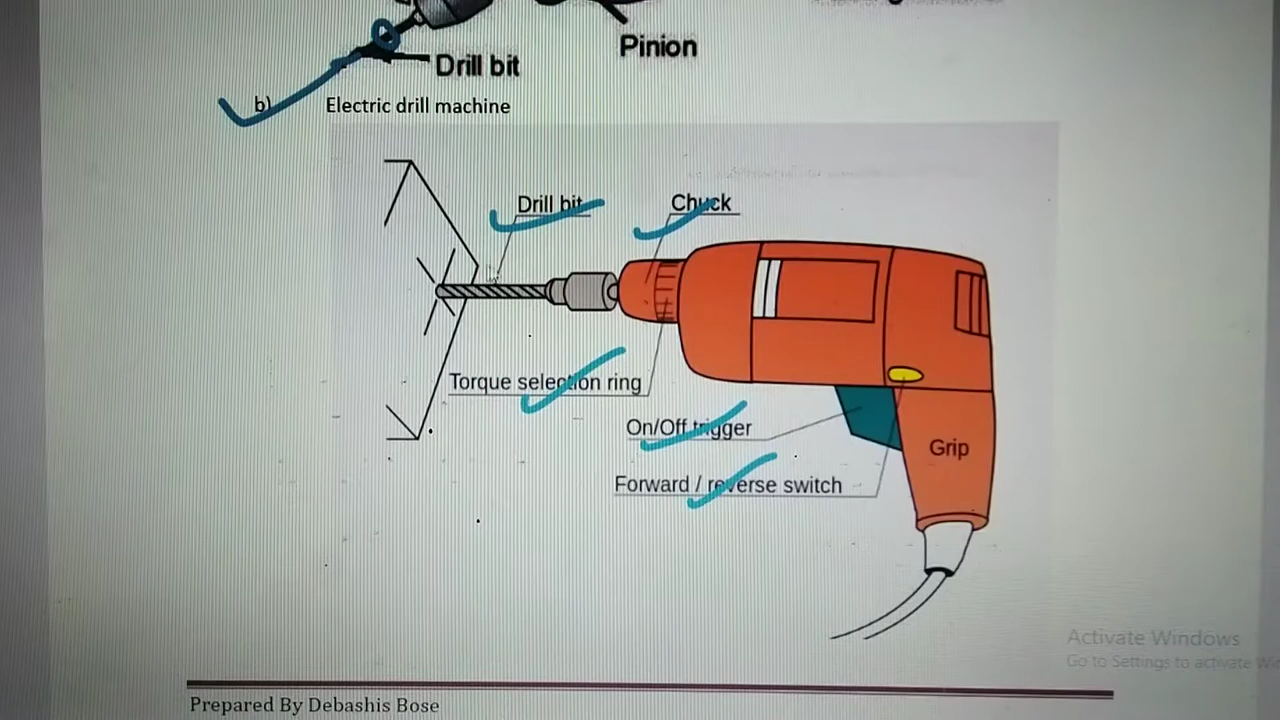 Pinion
Drill bit
b) Electric drill machine
Drill bit
Chuck
Torque selection ring
On/Off trigger
Grip
Forward / reverse switch
Activate Windows
Go to Settings to activate
Prepared By Debashis Bose